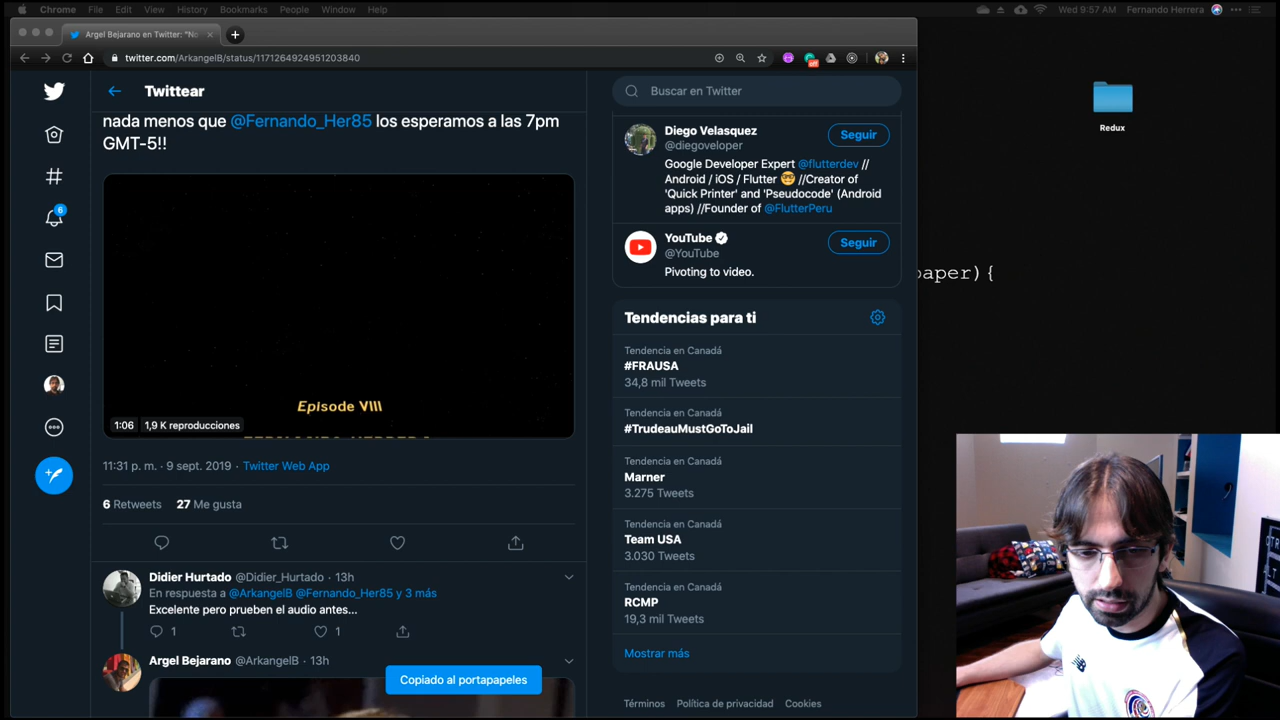 Chrome File Edit View History Bookmarks People Window Help
Wed 9:57 AM Fernando Herrera
Argel Bejarano en Twitter: "No
twitter.com/ArkangelB/status/1171264924951203840
off
Twittear
nada menos que @Fernando_Her85 los esperamos a las 7pm
GMT-5!!
Episode VIII
1:06 1,9 K reproducciones
11:31 p. m. · 9 sept. 2019 · Twitter Web App
6 Retweets 27 Me gusta
Didier Hurtado @Didier_Hurtado · 13h
En respuesta a @ArkangelB @Fernando_Her85 y 3 más
Excelente pero prueben el audio antes...
1 1
Argel Bejarano @ArkangelB · 13h
Copiado al portapapeles
6
Buscar en Twitter
Diego Velasquez
@diegoveloper
Seguir
Google Developer Expert @flutterdev //
Android / iOS / Flutter 🤓 //Creator of
'Quick Printer' and 'Pseudocode' (Android
apps) //Founder of @FlutterPeru
YouTube
@YouTube
Seguir
Pivoting to video.
Tendencias para ti
Tendencia en Canadá
#FRAUSA
34,8 mil Tweets
Tendencia en Canadá
#TrudeauMustGoToJail
Tendencia en Canadá
Marner
3.275 Tweets
Tendencia en Canadá
Team USA
3.030 Tweets
Tendencia en Canadá
RCMP
19,3 mil Tweets
Mostrar más
Términos Política de privacidad Cookies
Redux
paper){